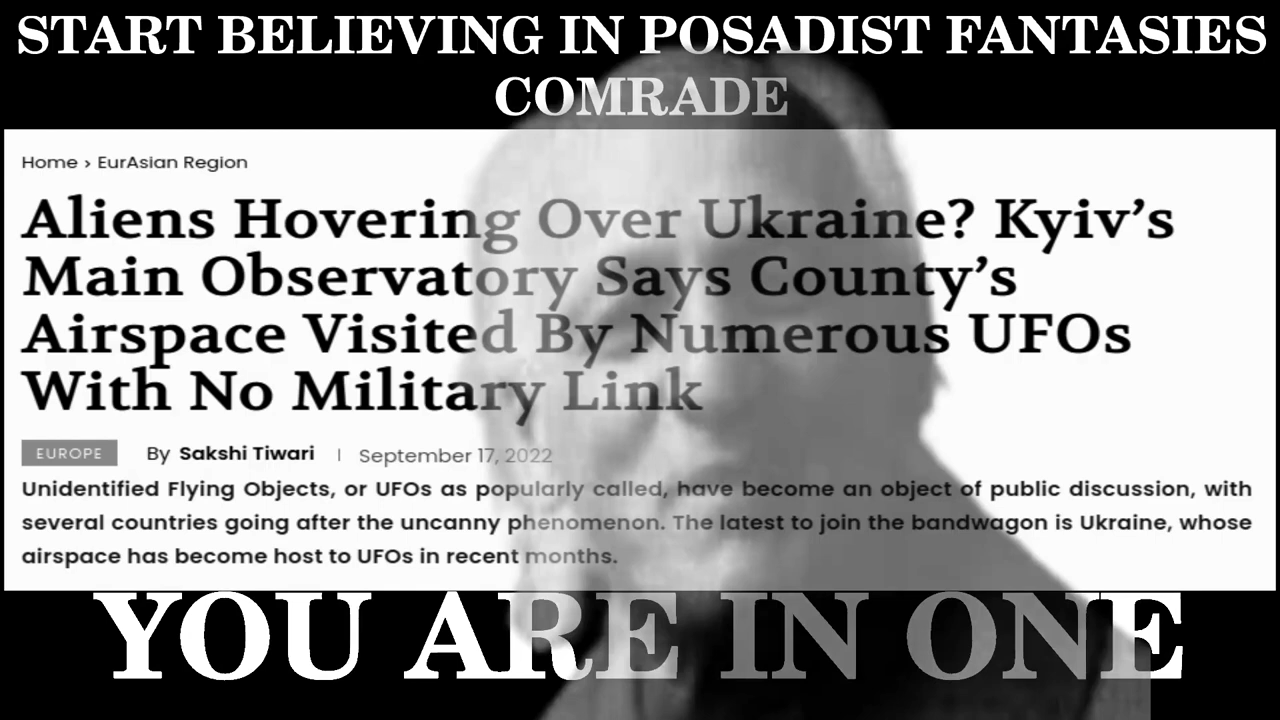 START BELIEVING IN POSADIST FANTASIES
COMRADE
Home › EurAsian Region
Aliens Hovering Over Ukraine? Kyiv’s
Main Observatory Says County’s
Airspace Visited By Numerous UFOs
With No Military Link
EUROPE By Sakshi Tiwari | September 17, 2022
Unidentified Flying Objects, or UFOs as popularly called, have become an object of public discussion, with
several countries going after the uncanny phenomenon. The latest to join the bandwagon is Ukraine, whose
airspace has become host to UFOs in recent months.
YOU ARE IN ONE